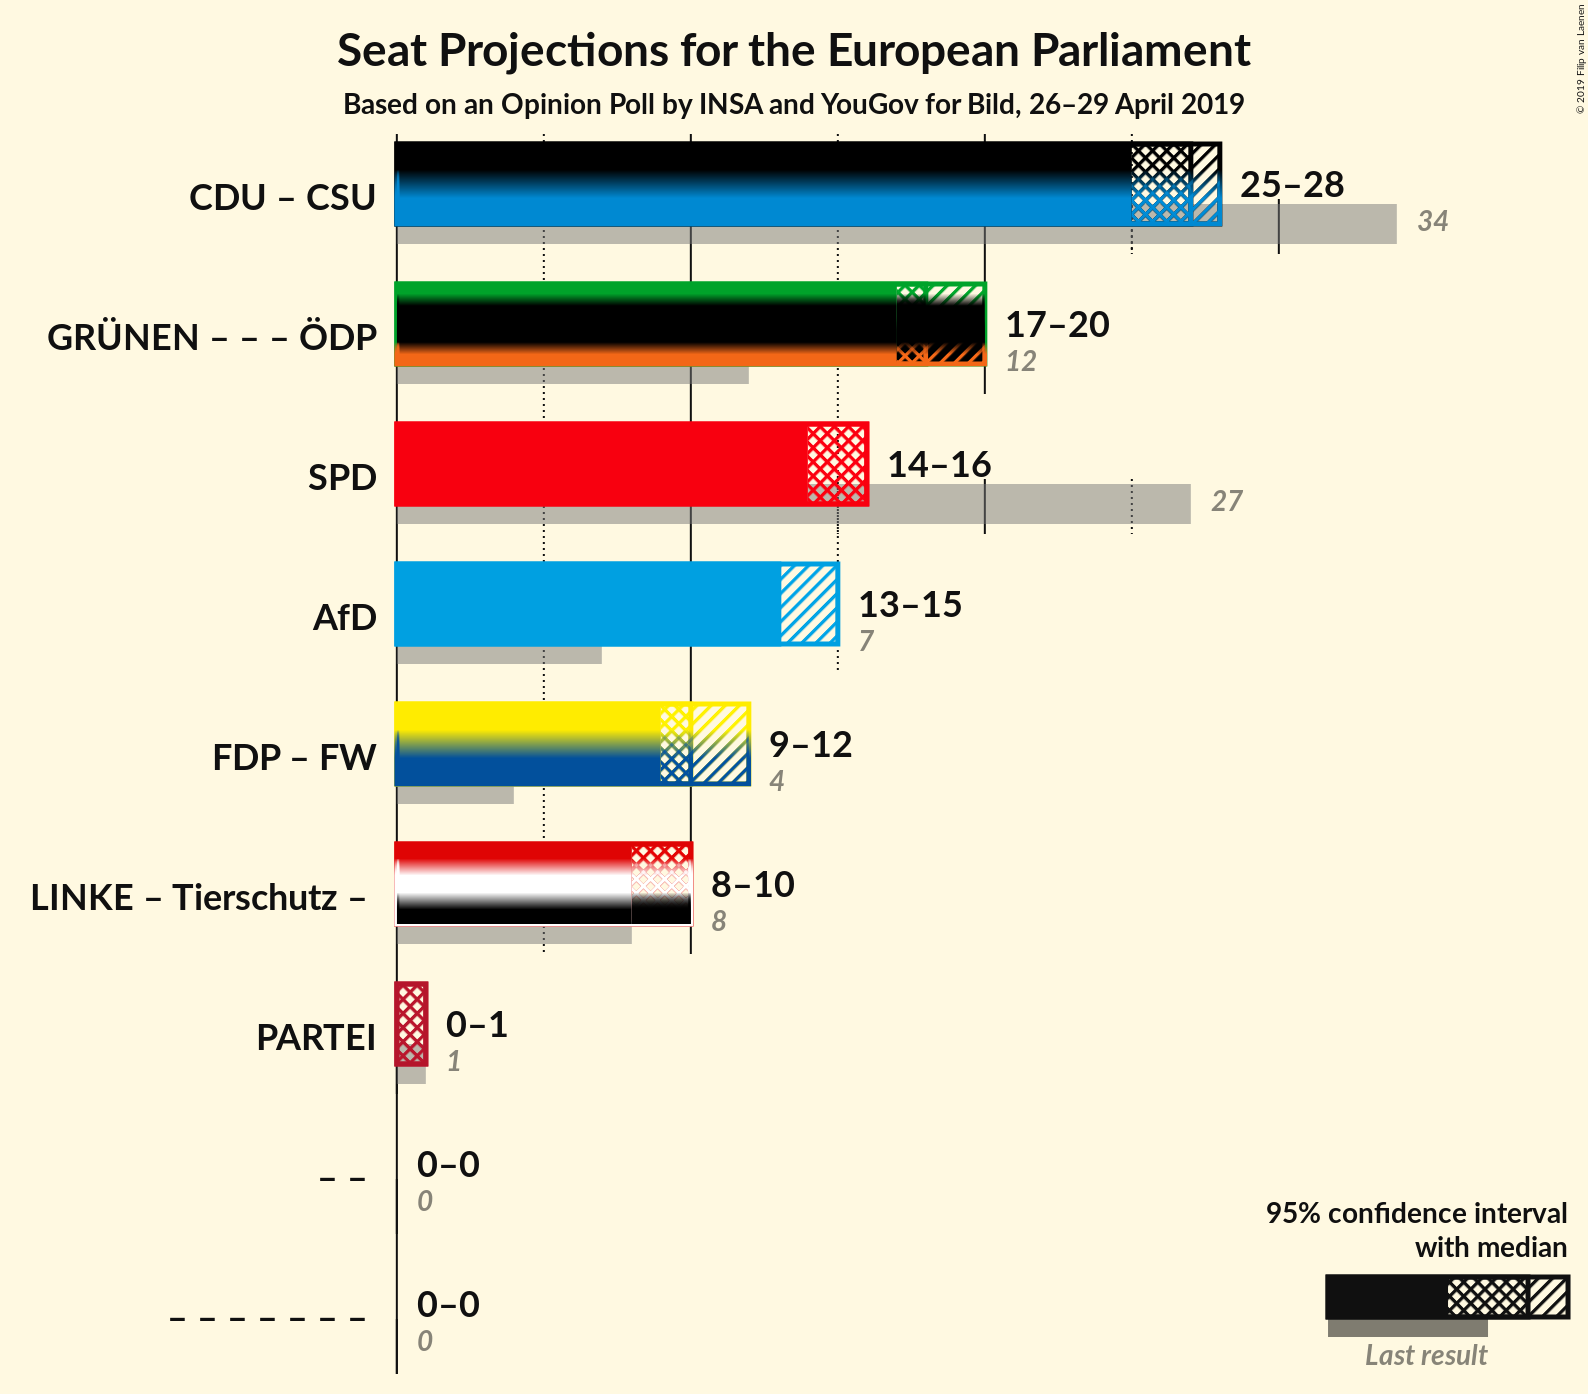 Seat Projections for the European Parliament
Based on an Opinion Poll by INSA and YouGov for Bild, 26–29 April 2019
© 2019 Filip van Laenen
CDU – CSU
25–28
34
GRÜNEN – – – ÖDP
17–20
12
SPD
14–16
27
AfD
13–15
7
FDP – FW
9–12
4
LINKE – Tierschutz –
8–10
8
PARTEI
0–1
1
– –
0–0
0
– – – – – – –
0–0
0
95% confidence interval
with median
Last result